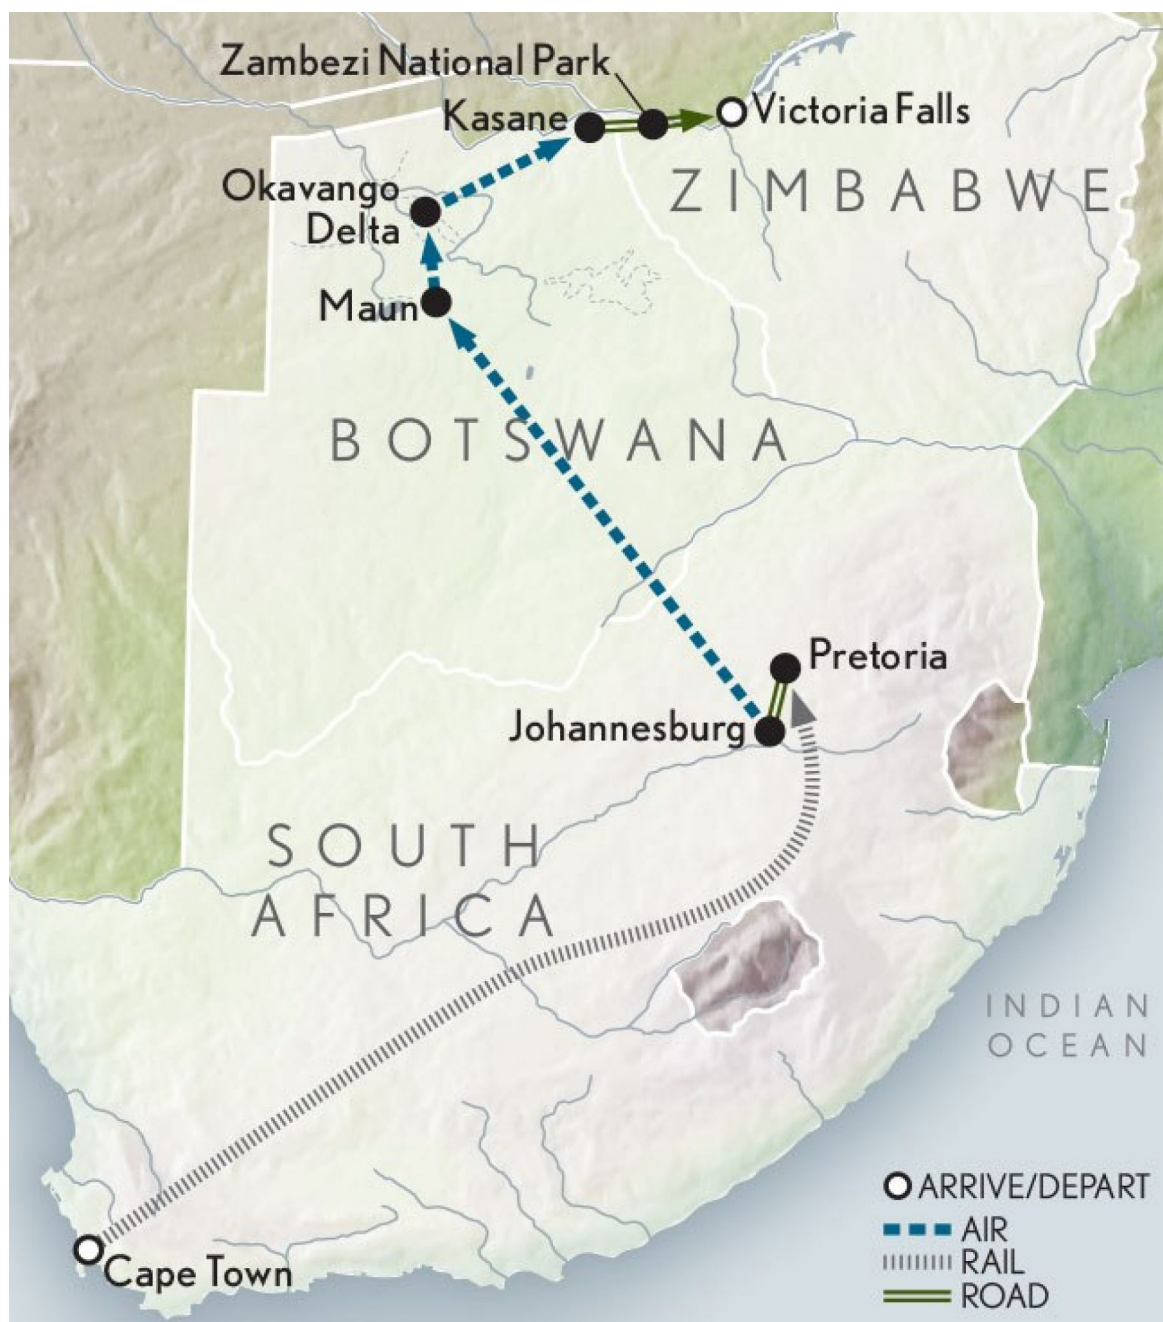 Zambezi National Park
Kasane
Victoria Falls
ZIMBABWE
Okavango
Delta
Maun
BOTSWANA
Pretoria
Johannesburg
SOUTH
AFRICA
INDIAN
OCEAN
Cape Town
ARRIVE/DEPART
AIR
RAIL
ROAD